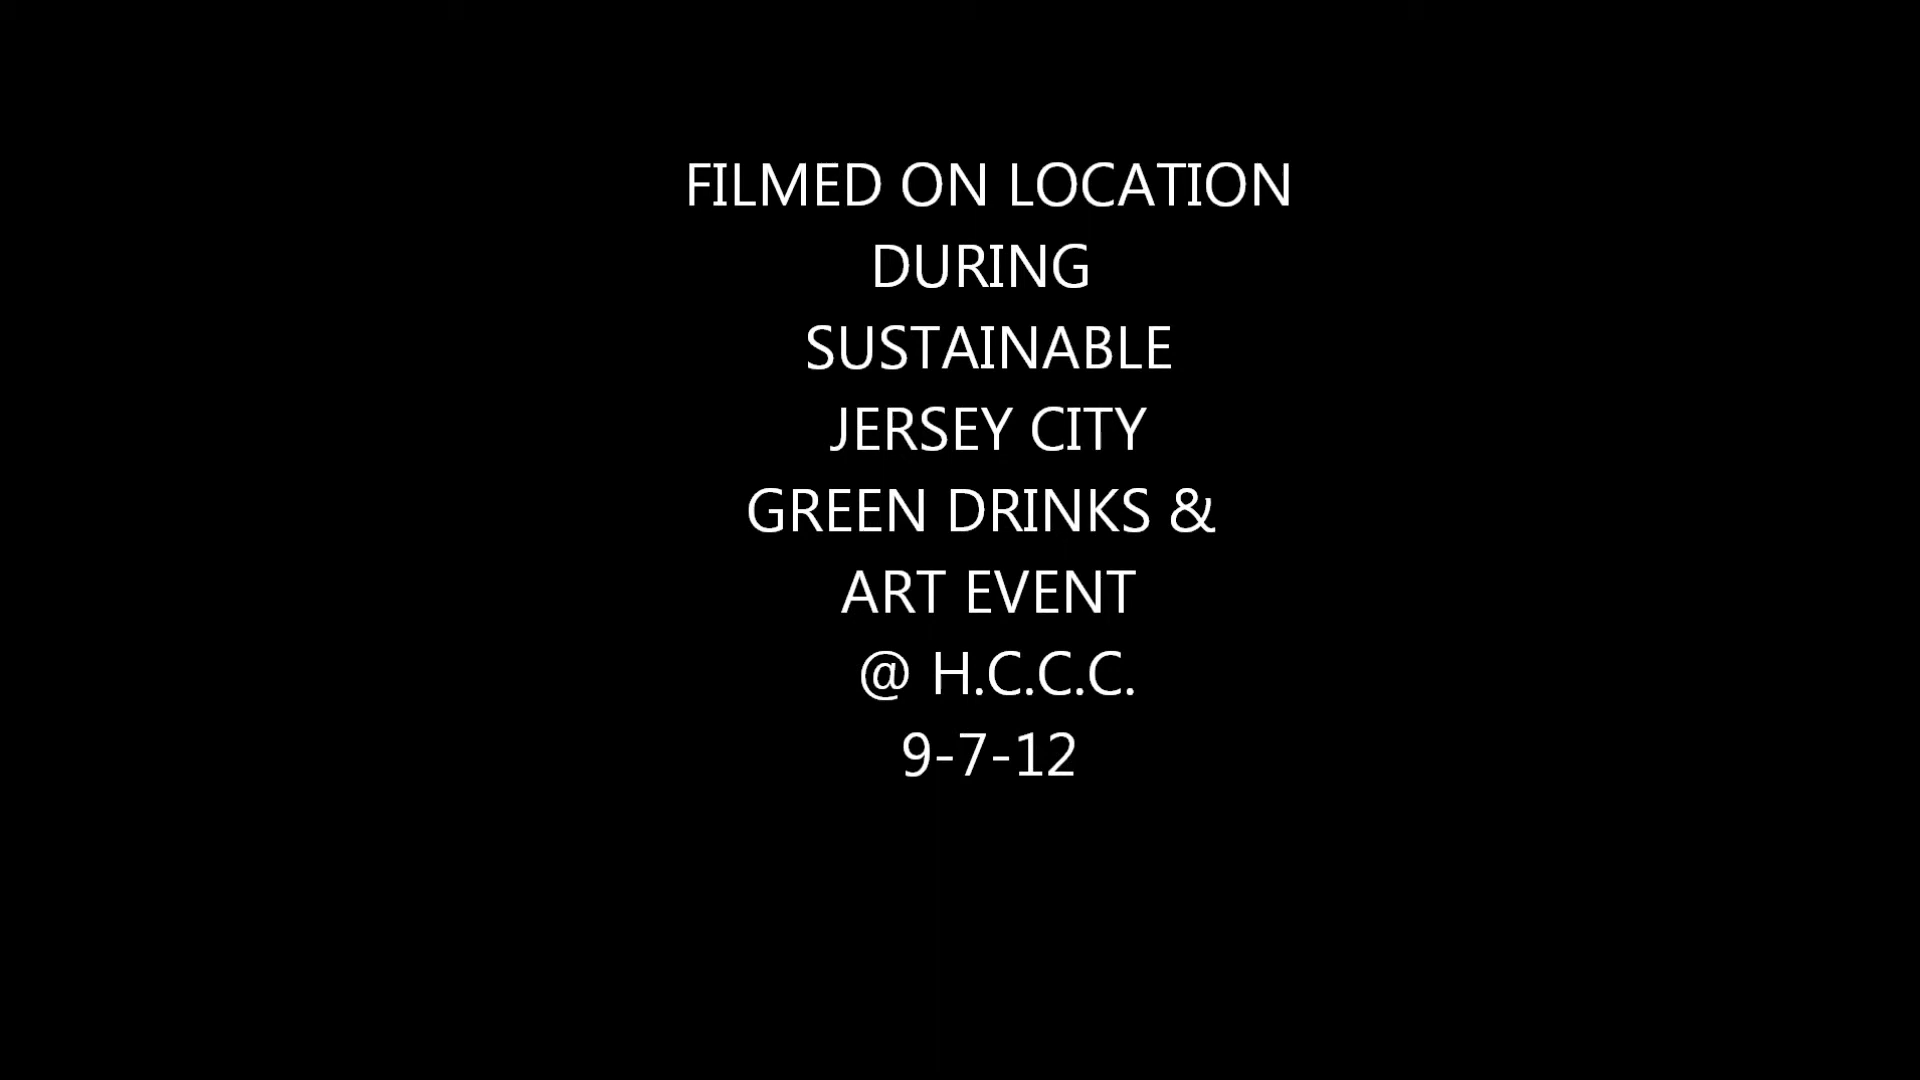 FILMED ON LOCATION
DURING
SUSTAINABLE
JERSEY CITY
GREEN DRINKS &
ART EVENT
@ H.C.C.C.
9-7-12